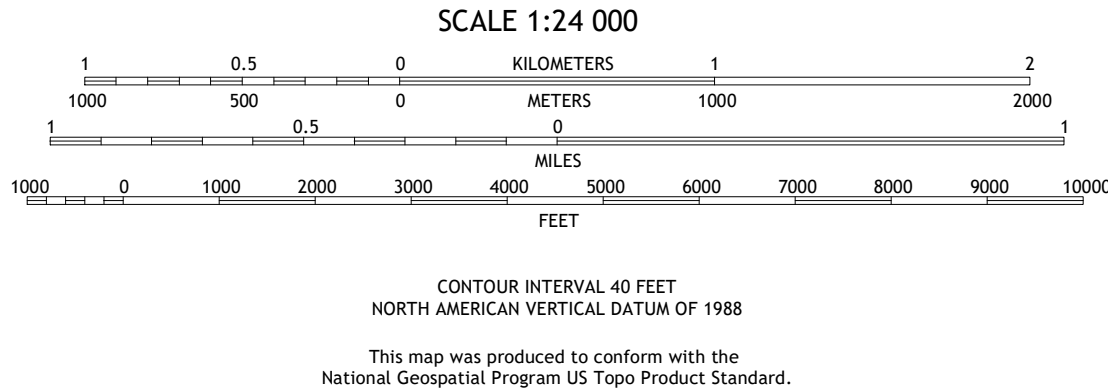 SCALE 1:24 000
1 0.5 0 KILOMETERS 1 2
1000 500 0 METERS 1000 2000
1 0.5 0 1
MILES
1000 0 1000 2000 3000 4000 5000 6000 7000 8000 9000 10000
FEET
CONTOUR INTERVAL 40 FEET
NORTH AMERICAN VERTICAL DATUM OF 1988
This map was produced to conform with the
National Geospatial Program US Topo Product Standard.